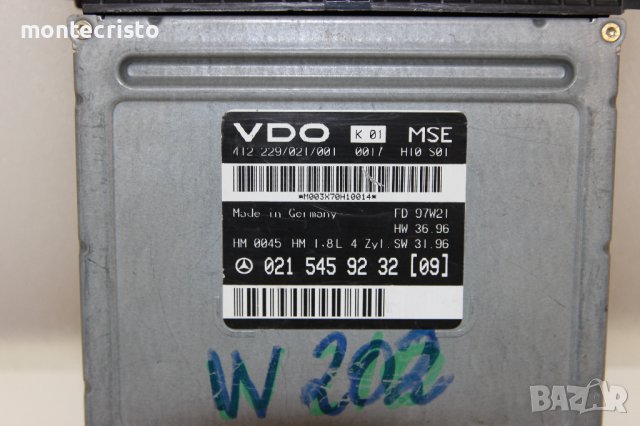 montecristo
VDO K 01 MSE
412 229/021/001 0017 H10 S01
*M003X70H10014*
Made in Germany FD 97W21
HW 36.96
HM 0045 HM 1.8L 4 Zyl. SW 31.96
021 545 92 32 [09]
W 202
BAZAR